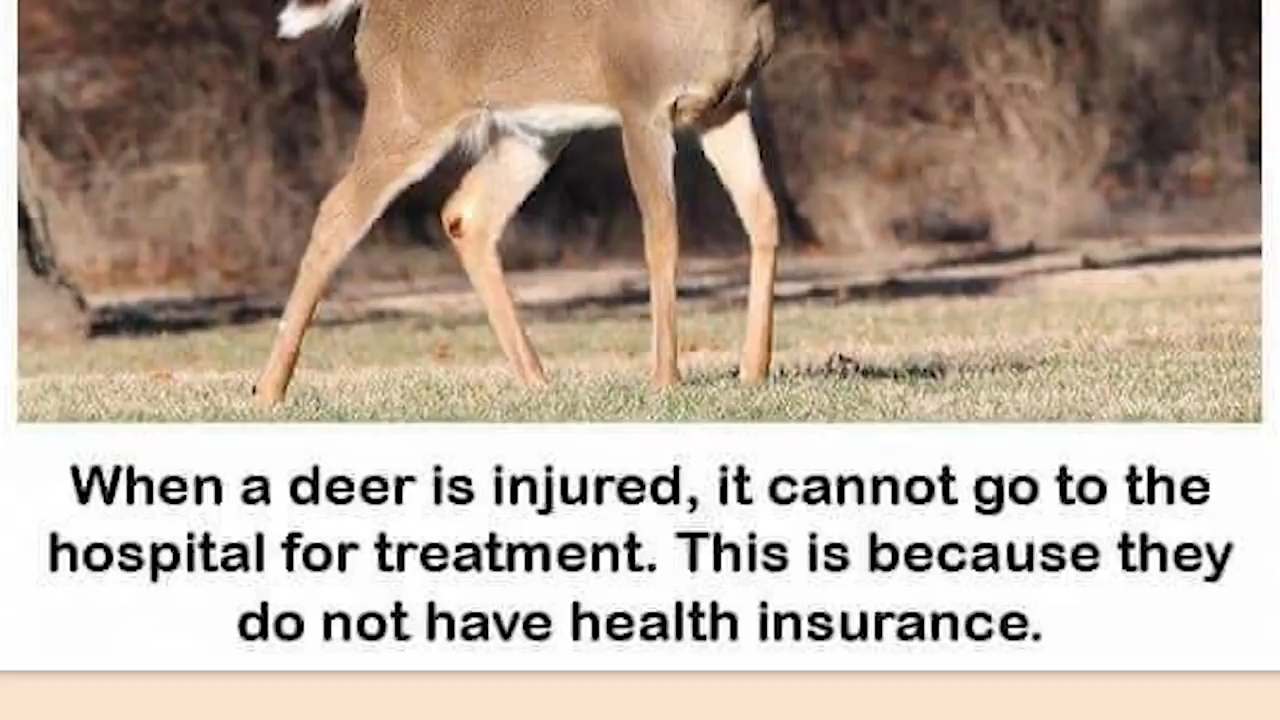 When a deer is injured, it cannot go to the
hospital for treatment. This is because they
do not have health insurance.